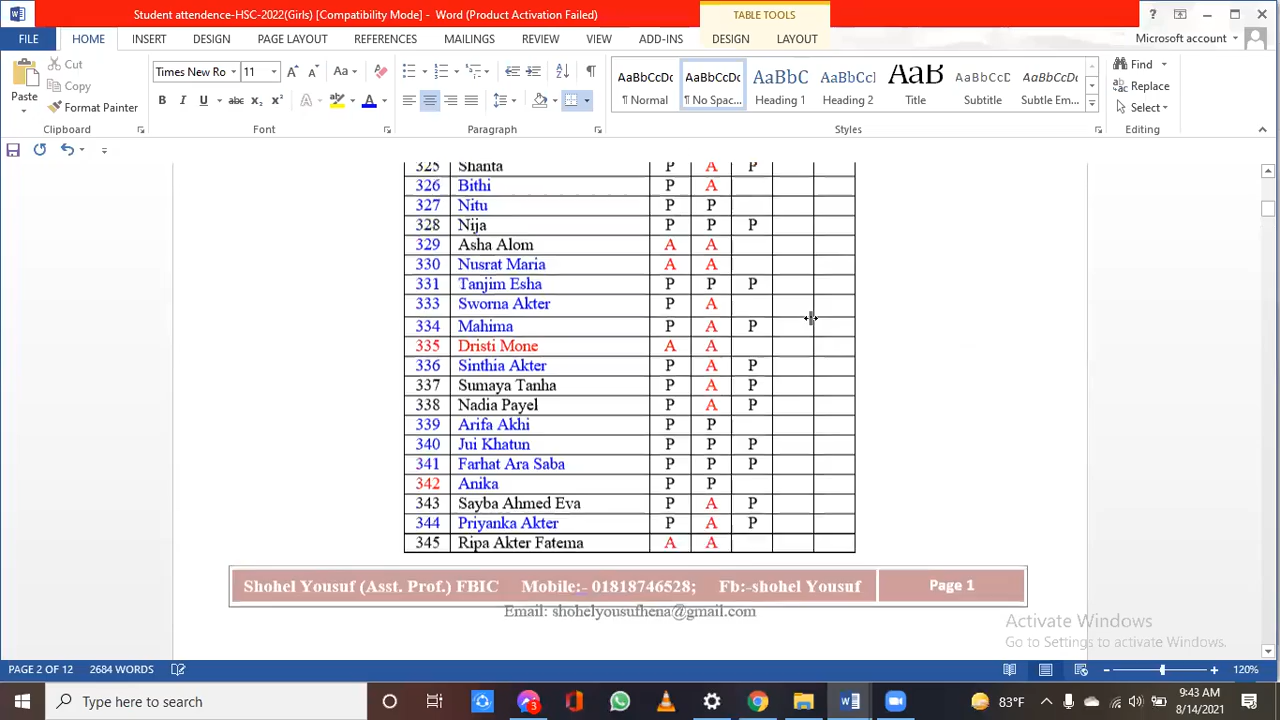 Student attendence-HSC-2022(Girls) [Compatibility Mode] - Word (Product Activation Failed)
TABLE TOOLS
FILE HOME INSERT DESIGN PAGE LAYOUT REFERENCES MAILINGS REVIEW VIEW ADD-INS DESIGN LAYOUT Microsoft account
Cut
Copy
Format Painter
Paste
Clipboard
Times New Ro 11
Font
Paragraph
AaBbCcDc AaBbCcDc AaBbC AaBbCcL AaB AaBbCcDc AaBbCcDc
¶ Normal ¶ No Spac... Heading Heading 2 Title Subtitle Subtle Em...
Styles
Find
Replace
Select
Editing
325 Shanta P A P
326 Bithi P A
327 Nitu P P
328 Nija P P P
329 Asha Alom A A
330 Nusrat Maria A A
331 Tanjim Esha P P P
333 Sworna Akter P A
334 Mahima P A P
335 Dristi Mone A A
336 Sinthia Akter P A P
337 Sumaya Tanha P A P
338 Nadia Payel P A P
339 Arifa Akhi P P
340 Jui Khatun P P P
341 Farhat Ara Saba P P P
342 Anika P P
343 Sayba Ahmed Eva P A P
344 Priyanka Akter P A P
345 Ripa Akter Fatema A A
Shohel Yousuf (Asst. Prof.) FBIC Mobile:- 01818746528; Fb:-shohel Yousuf Page 1
Email: shohelyousufhena@gmail.com
Activate Windows
Go to Settings to activate Windows.
PAGE 2 OF 12 2684 WORDS 120%
Type here to search
3
83°F
9:43 AM
8/14/2021